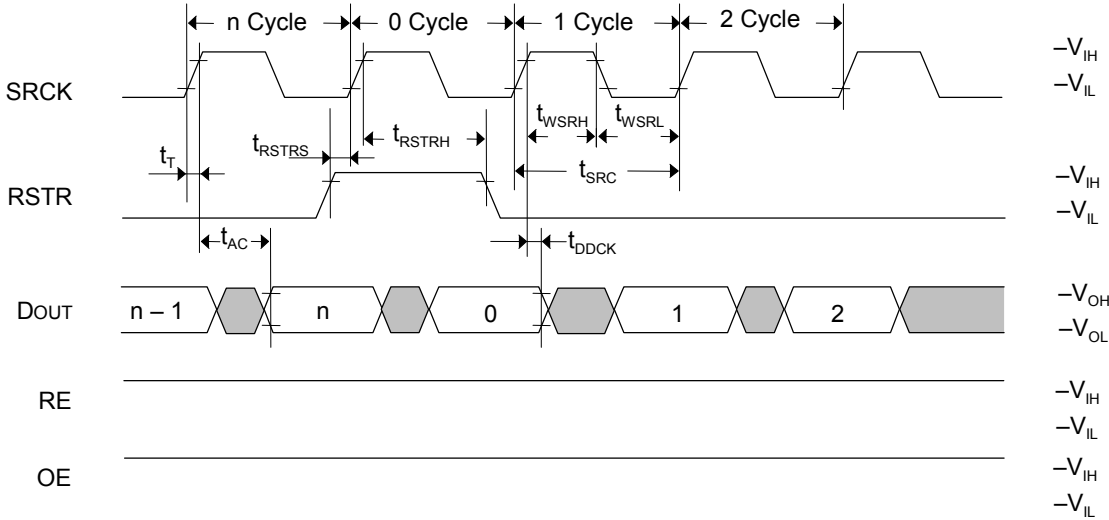 n Cycle 0 Cycle 1 Cycle 2 Cycle
–VIH
SRCK –VIL
tWSRH tWSRL
tRSTRS tRSTRH
tT
tSRC
–VIH
RSTR –VIL
tAC tDDCK
DOUT n – 1 n 0 1 2 –VOH
–VOL
RE –VIH
–VIL
OE –VIH
–VIL